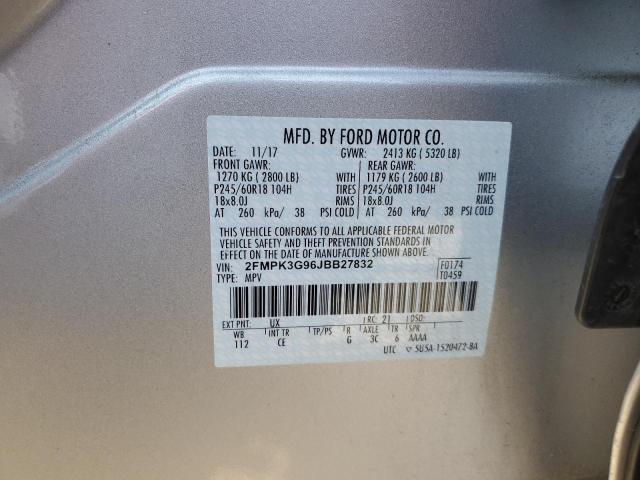 MFD. BY FORD MOTOR CO.
DATE: 11/17 GVWR: 2413 KG ( 5320 LB)
FRONT GAWR: REAR GAWR:
1270 KG ( 2800 LB) WITH 1179 KG ( 2600 LB) WITH
P245/60R18 104H TIRES P245/60R18 104H TIRES
18x8.0J RIMS 18x8.0J RIMS
AT 260 kPa/ 38 PSI COLD AT 260 kPa/ 38 PSI COLD
THIS VEHICLE CONFORMS TO ALL APPLICABLE FEDERAL MOTOR
VEHICLE SAFETY AND THEFT PREVENTION STANDARDS IN
EFFECT ON THE DATE OF MANUFACTURE SHOWN ABOVE.
VIN: 2FMPK3G96JBB27832 F0174
TYPE: MPV T0459
EXT PNT: UX RC: 21 DSO:
WB INT TR TP/PS R AXLE TR SPR
112 CE G 3C 6 AAAA
UTC 5U5A-1520472-BA